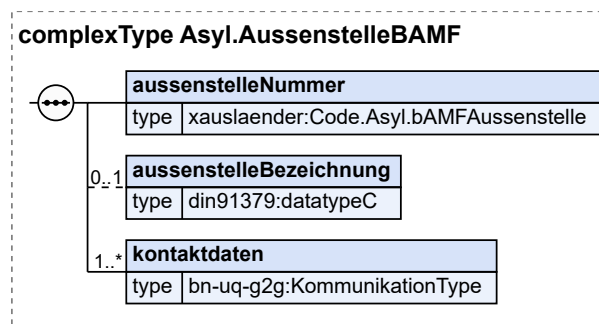 complexType Asyl.AussenstelleBAMF
aussenstelleNummer
type xauslaender:Code.Asyl.bAMFAussenstelle
0..1
aussenstelleBezeichnung
type din91379:datatypeC
1..*
kontaktdaten
type bn-uq-g2g:KommunikationType